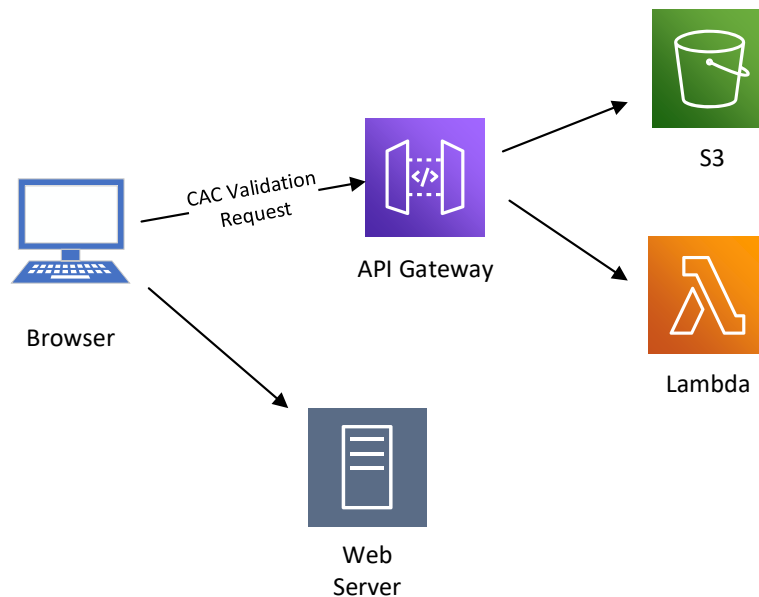 S3
CAC Validation
Request
</>
API Gateway
Browser
Lambda
Web
Server